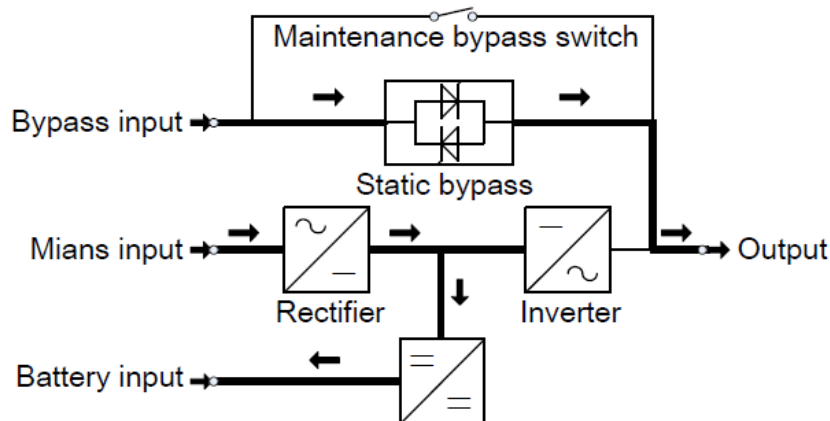 Maintenance bypass switch
Bypass input
Static bypass
Mians input
Output
Rectifier
Inverter
Battery input